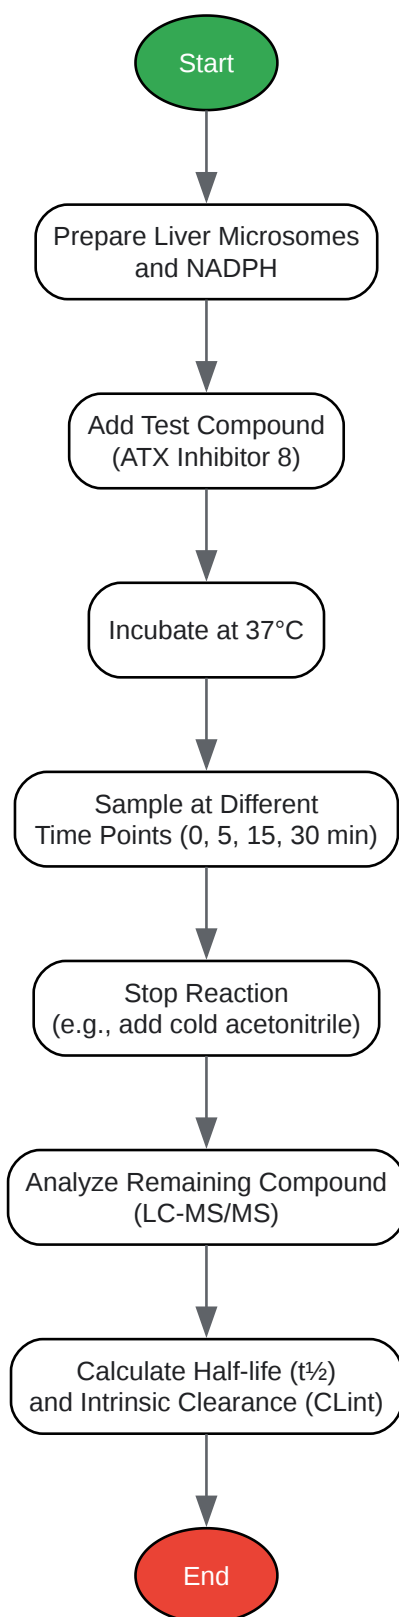 Start
Prepare Liver Microsomes
and NADPH
Add Test Compound
(ATX Inhibitor 8)
Incubate at 37°C
Sample at Different
Time Points (0, 5, 15, 30 min)
Stop Reaction
(e.g., add cold acetonitrile)
Analyze Remaining Compound
(LC-MS/MS)
Calculate Half-life (t½)
and Intrinsic Clearance (CLint)
End